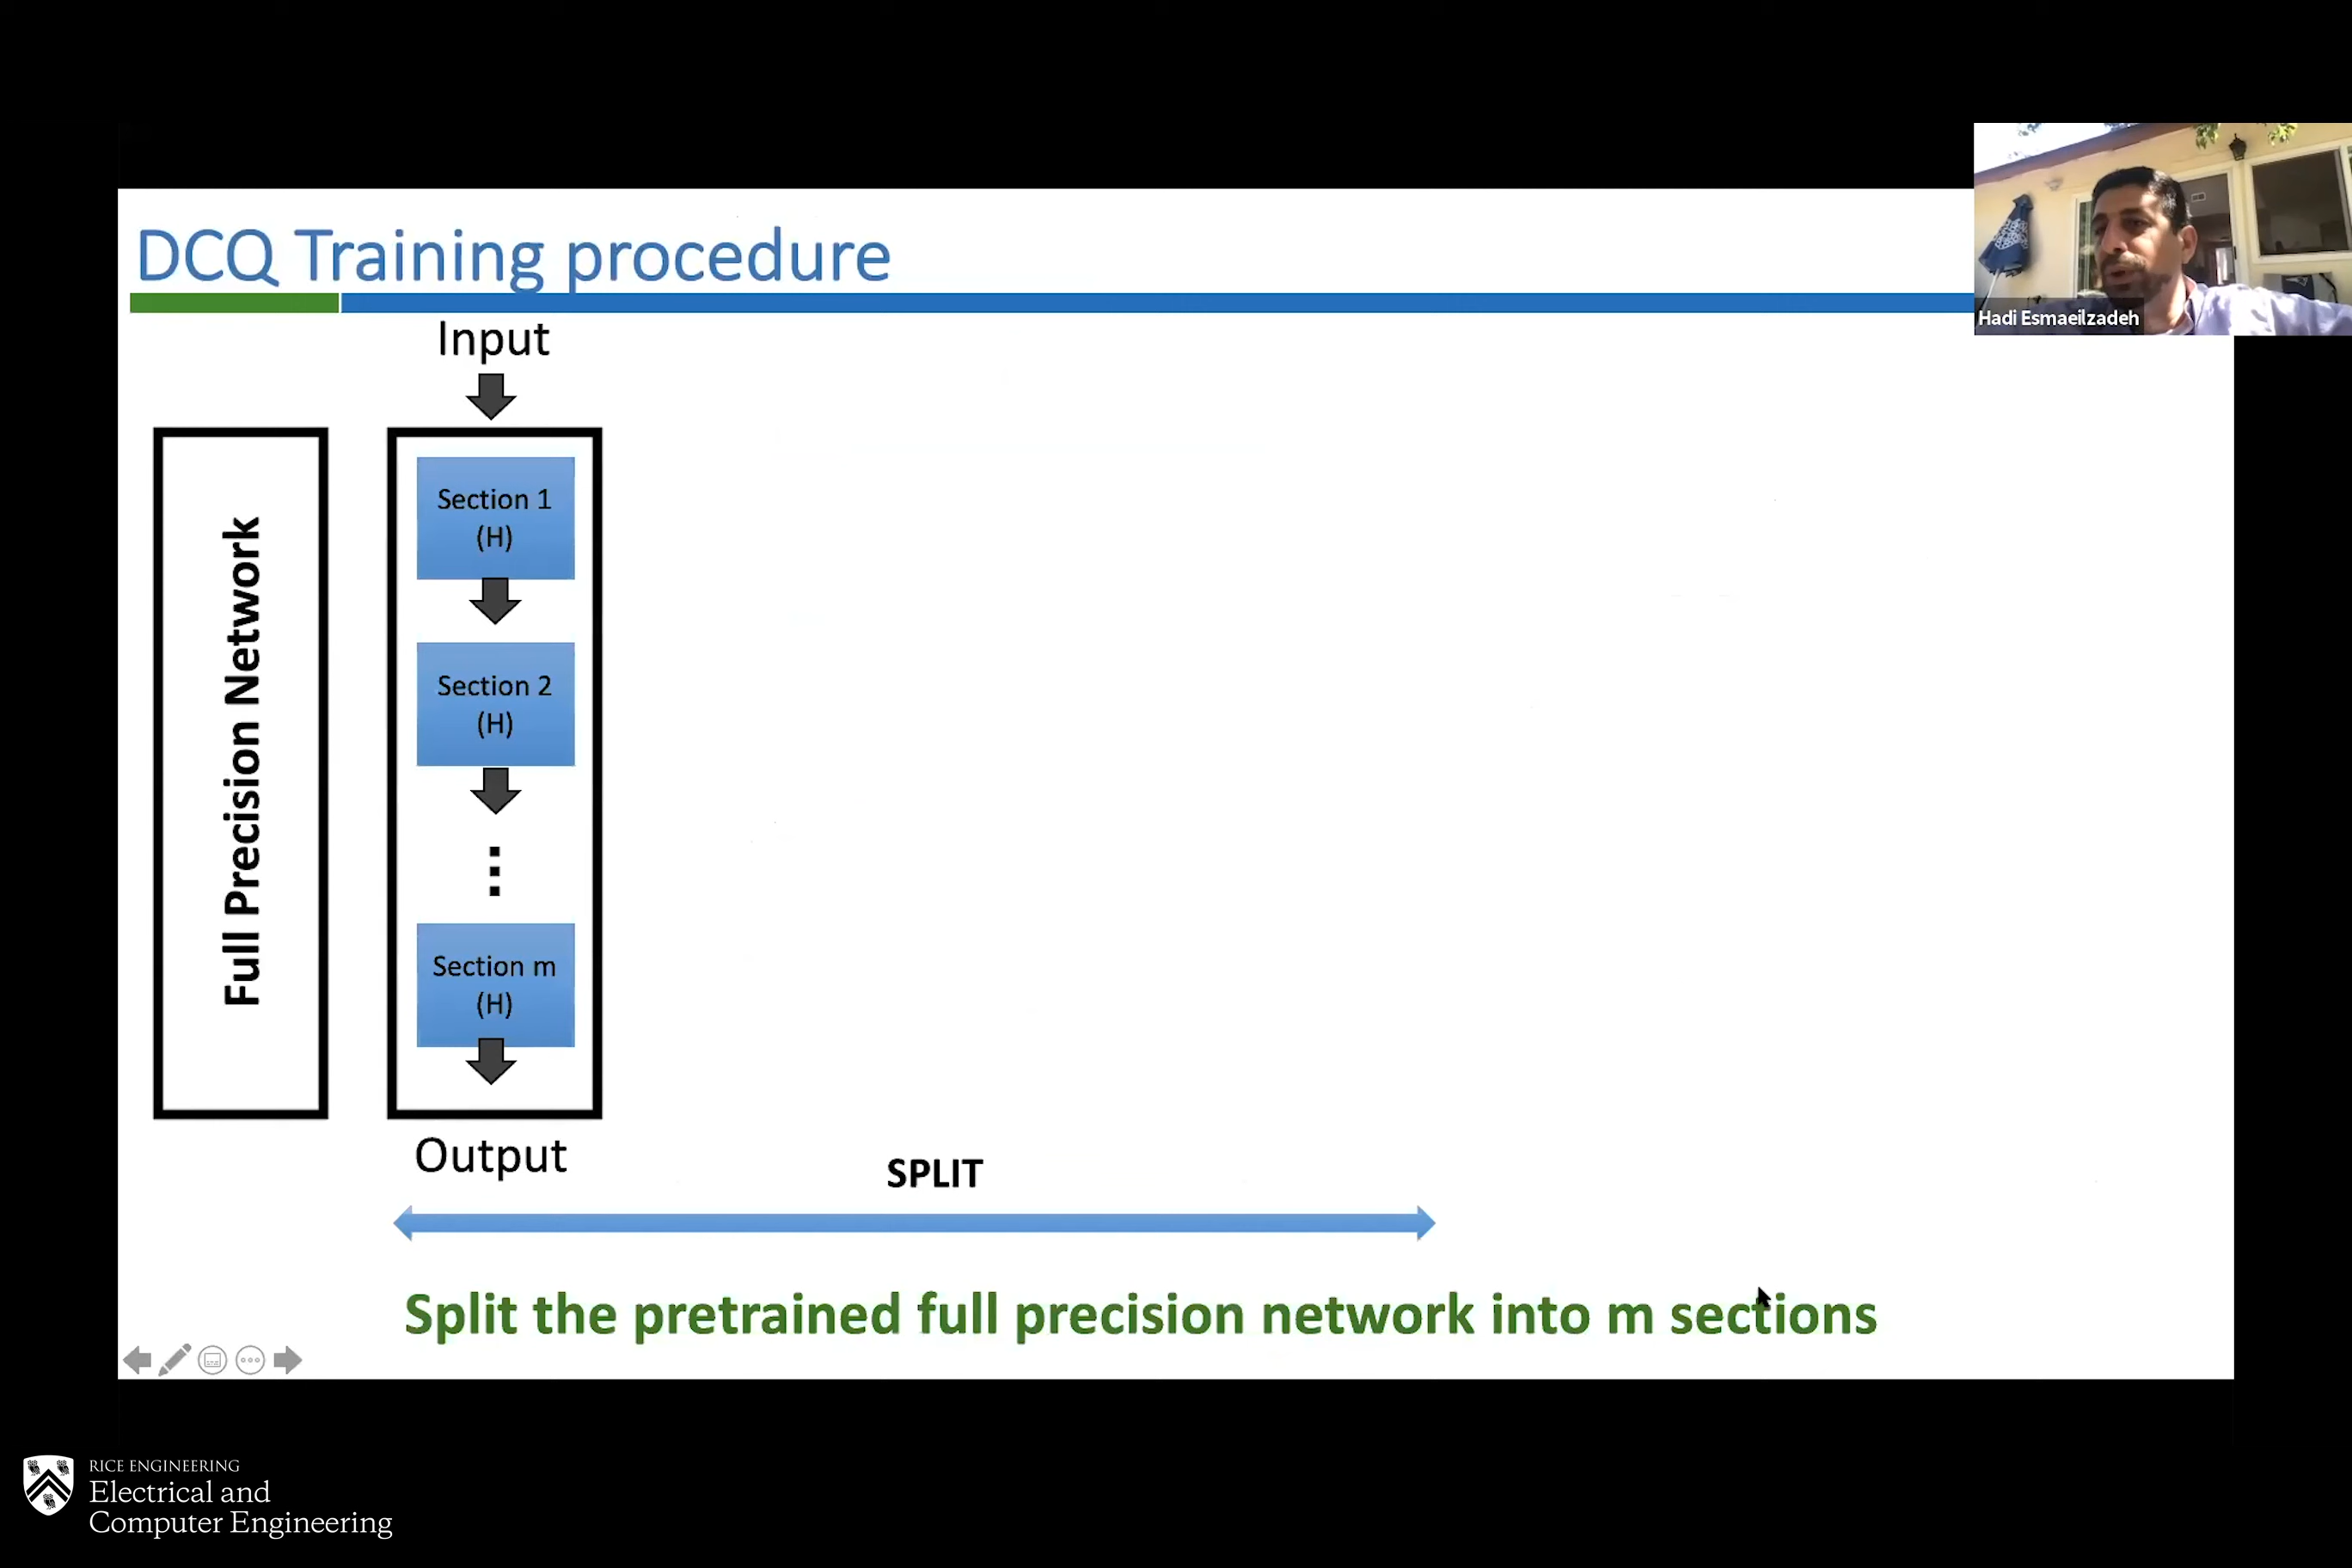 DCQ Training procedure
Hadi Esmaeilzadeh
Input
Full Precision Network
Section 1
(H)
Section 2
(H)
Section m
(H)
Output
SPLIT
Split the pretrained full precision network into m sections
RICE ENGINEERING
Electrical and
Computer Engineering